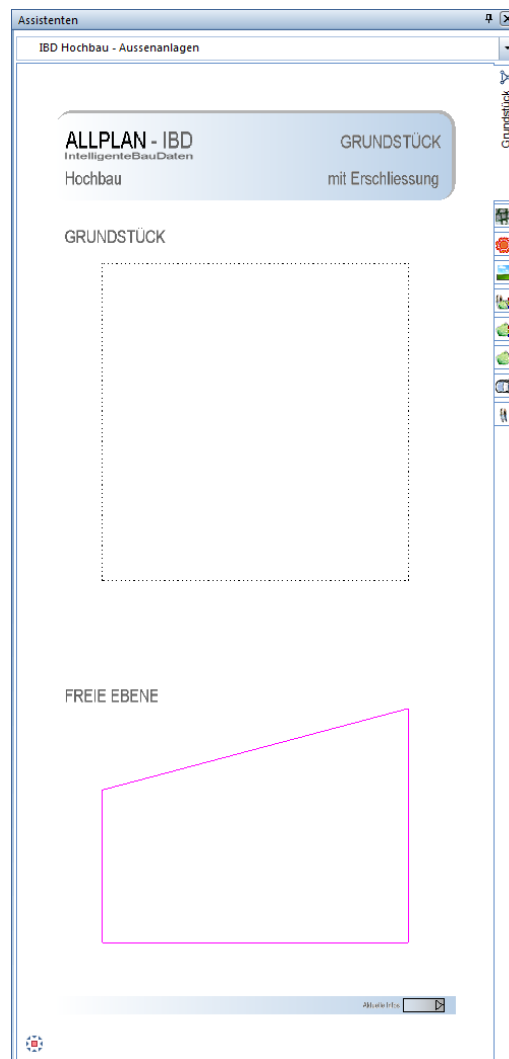 Assistenten
IBD Hochbau - Aussenanlagen
Grundstück
ALLPLAN - IBD
IntelligenteBauDaten
Hochbau
GRUNDSTÜCK
mit Erschliessung
GRUNDSTÜCK
FREIE EBENE